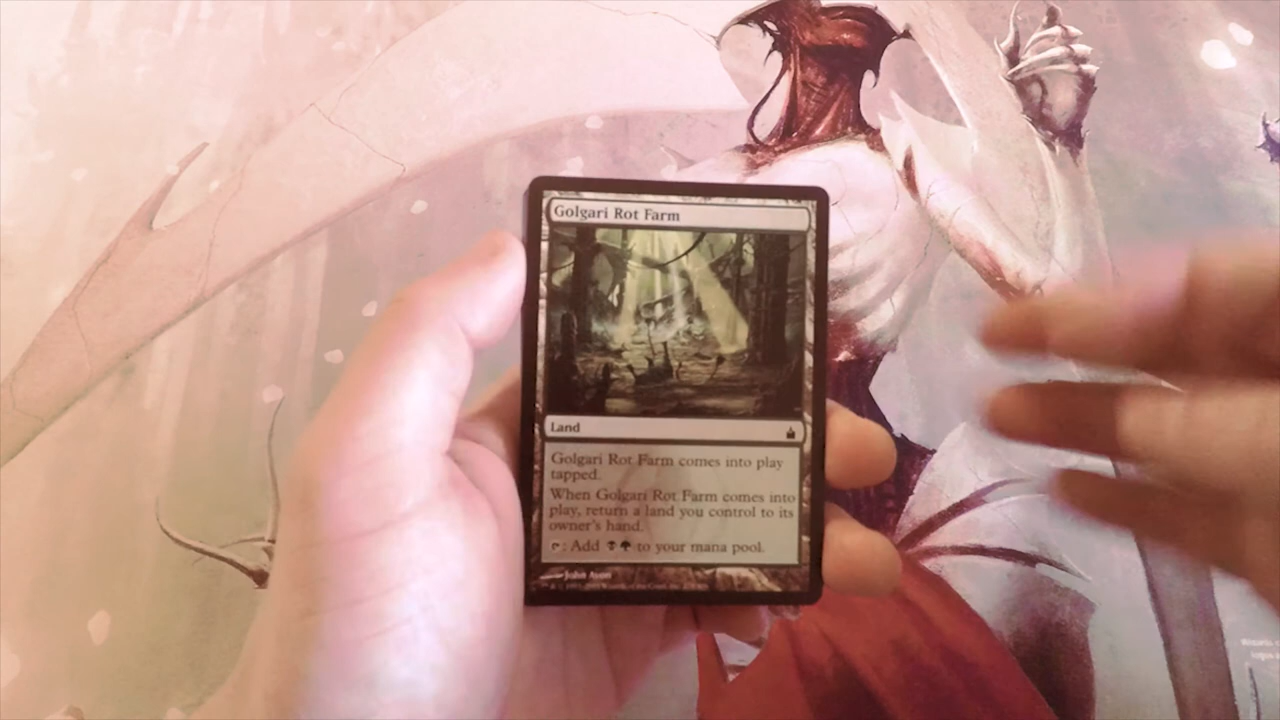 Golgari Rot Farm
Land
Golgari Rot Farm comes into play
tapped.
When Golgari Rot Farm comes into
play, return a land you control to its
owner's hand.
: Add to your mana pool.
John Avon